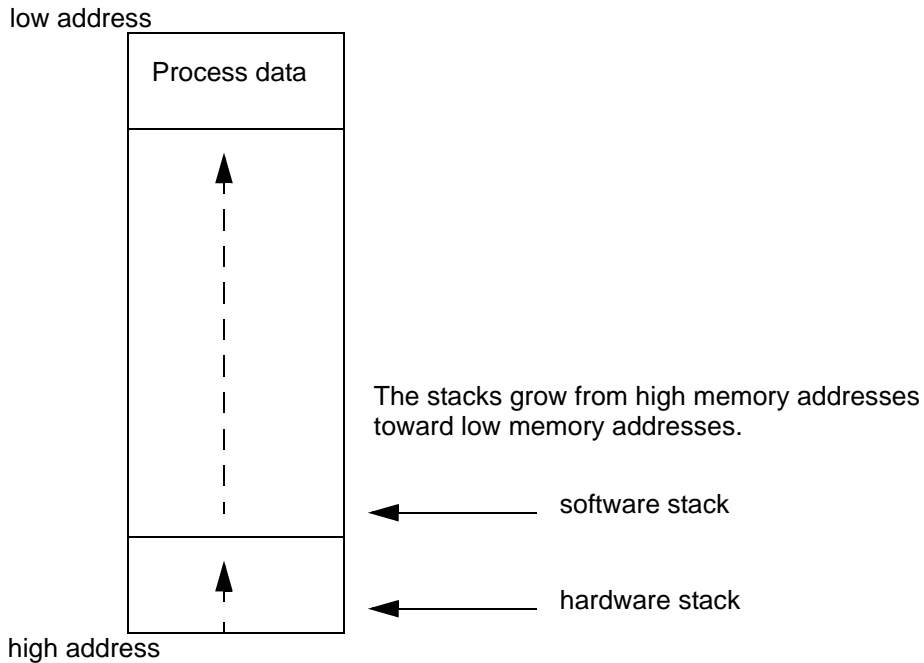 low address
Process data
The stacks grow from high memory addresses
toward low memory addresses.
software stack
hardware stack
high address